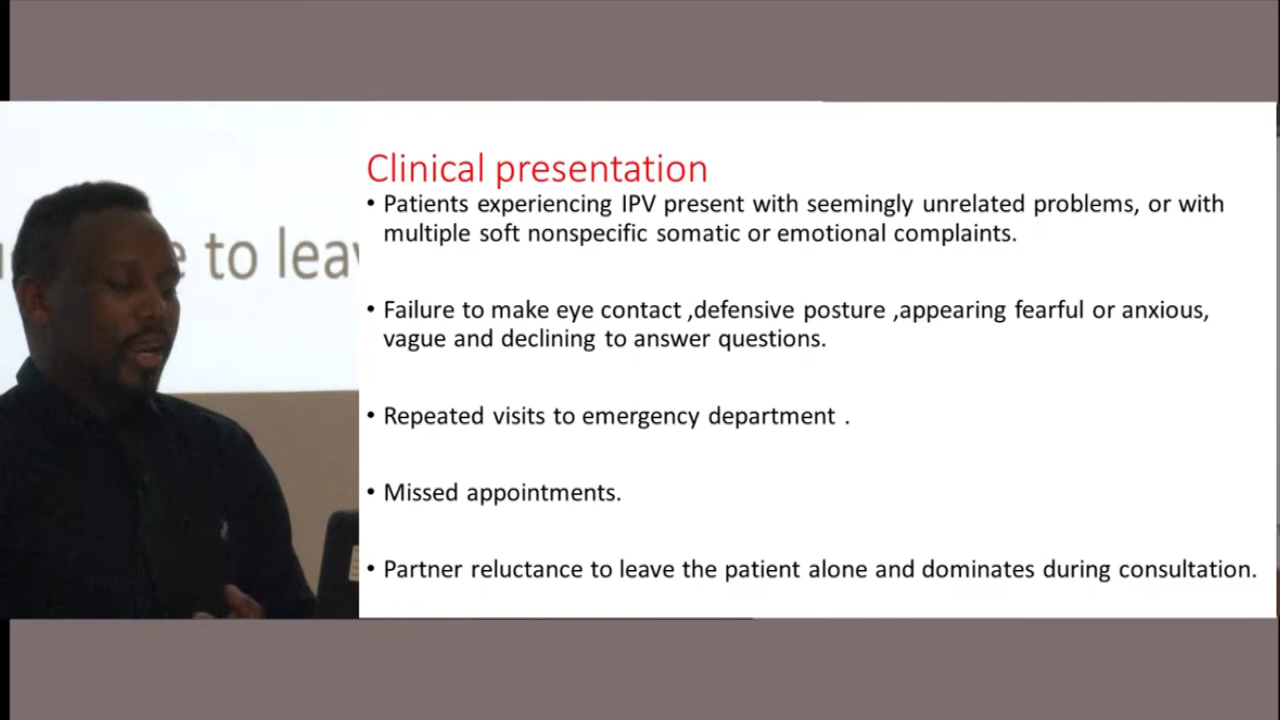 to leav
Clinical presentation
• Patients experiencing IPV present with seemingly unrelated problems, or with
multiple soft nonspecific somatic or emotional complaints.
• Failure to make eye contact ,defensive posture ,appearing fearful or anxious,
vague and declining to answer questions.
• Repeated visits to emergency department .
• Missed appointments.
• Partner reluctance to leave the patient alone and dominates during consultation.